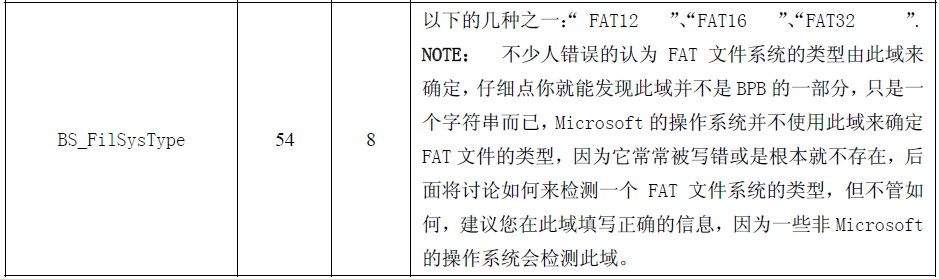 以下的几种之一:“ FAT12   ”、“FAT16   ”、“FAT32     ”.
NOTE:  不少人错误的认为 FAT 文件系统的类型由此域来
确定，仔细点你就能发现此域并不是 BPB 的一部分，只是一
BS_FilSysType 54 8 个字符串而已，Microsoft 的操作系统并不使用此域来确定
FAT 文件的类型，因为它常常被写错或是根本就不存在，后
面将讨论如何来检测一个 FAT 文件系统的类型，但不管如
何，建议您在此域填写正确的信息，因为一些非 Microsoft
的操作系统会检测此域。